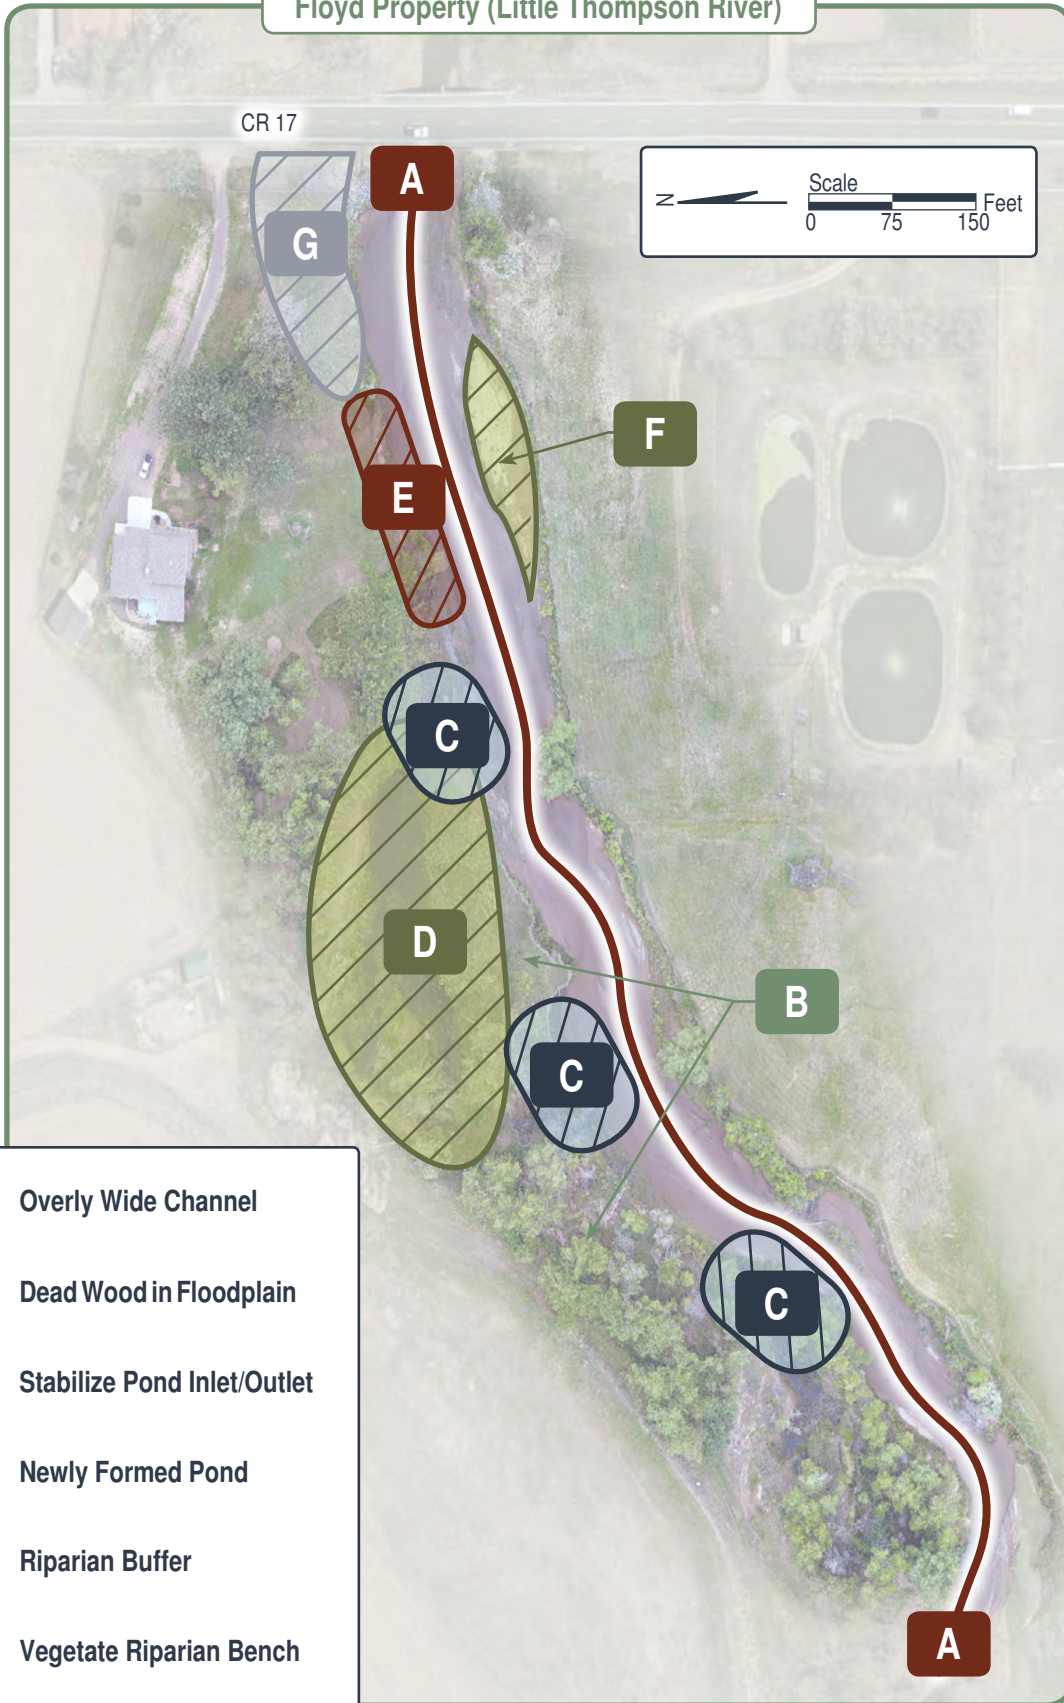 Floyd Property (Little Thompson River)
CR 17
A
G
N
Scale
Feet
0 75 150
F
E
C
D
B
C
C
A
Overly Wide Channel
Dead Wood in Floodplain
Stabilize Pond Inlet/Outlet
Newly Formed Pond
Riparian Buffer
Vegetate Riparian Bench